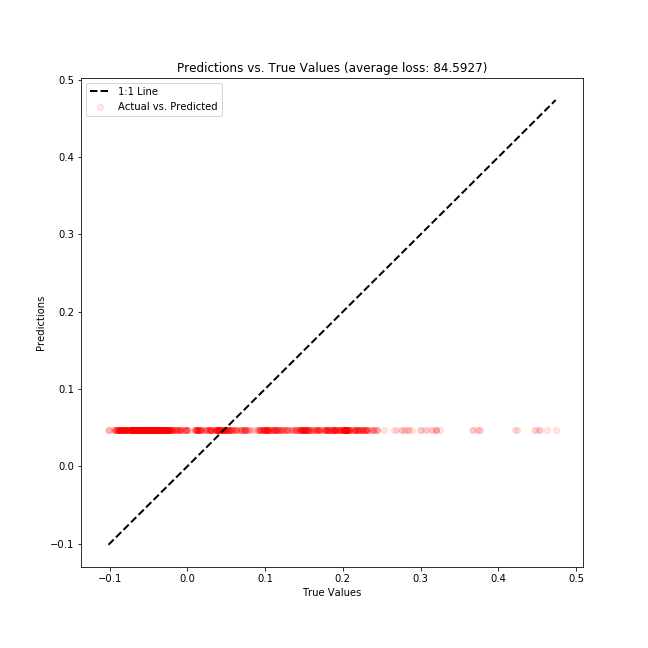 Predictions vs. True Values (average loss: 84.5927)
1:1 Line
Actual vs. Predicted
0.5
0.4
0.3
0.2
0.1
0.0
−0.1
Predictions
−0.1 0.0 0.1 0.2 0.3 0.4 0.5
True Values